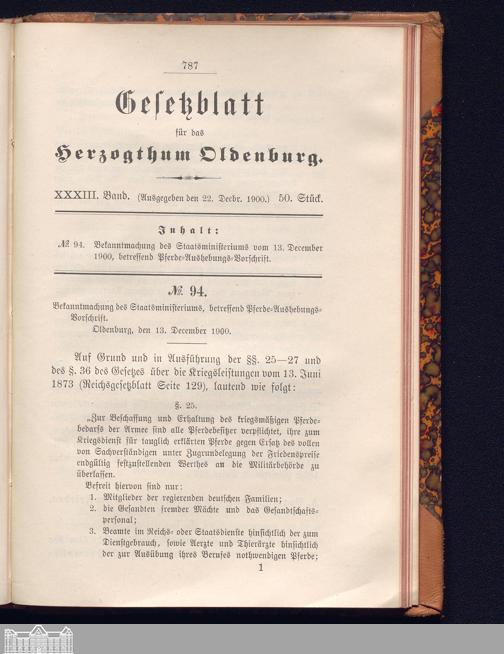 787
Gesetzblatt
für das
Herzogthum Oldenburg.
XXXIII. Band. (Ausgegeben den 22. Decbr. 1900.) 50. Stück.
Inhalt:
№ 94. Bekanntmachung des Staatsministeriums vom 13. December
1900, betreffend Pferde-Aushebungs-Vorschrift.
№ 94.
Bekanntmachung des Staatsministeriums, betreffend Pferde-Aushebungs-
Vorschrift.
Oldenburg, den 13. December 1900.
Auf Grund und in Ausführung der §§. 25—27 und
des §. 36 des Gesetzes über die Kriegsleistungen vom 13. Juni
1873 (Reichsgesetzblatt Seite 129), lautend wie folgt:
§. 25.
„Zur Beschaffung und Erhaltung des kriegsmäßigen Pferde-
bedarfs der Armee sind alle Pferdebesitzer verpflichtet, ihre zum
Kriegsdienst für tauglich erklärten Pferde gegen Ersatz des vollen
von Sachverständigen unter Zugrundelegung der Friedenspreise
endgültig festzustellenden Werthes an die Militärbehörde zu
überlassen.
Befreit hiervon sind nur:
1. Mitglieder der regierenden deutschen Familien;
2. die Gesandten fremder Mächte und das Gesandtschafts-
personal;
3. Beamte im Reichs- oder Staatsdienste hinsichtlich der zum
Dienstgebrauch, sowie Aerzte und Thierärzte hinsichtlich
der zur Ausübung ihres Berufes nothwendigen Pferde;
1